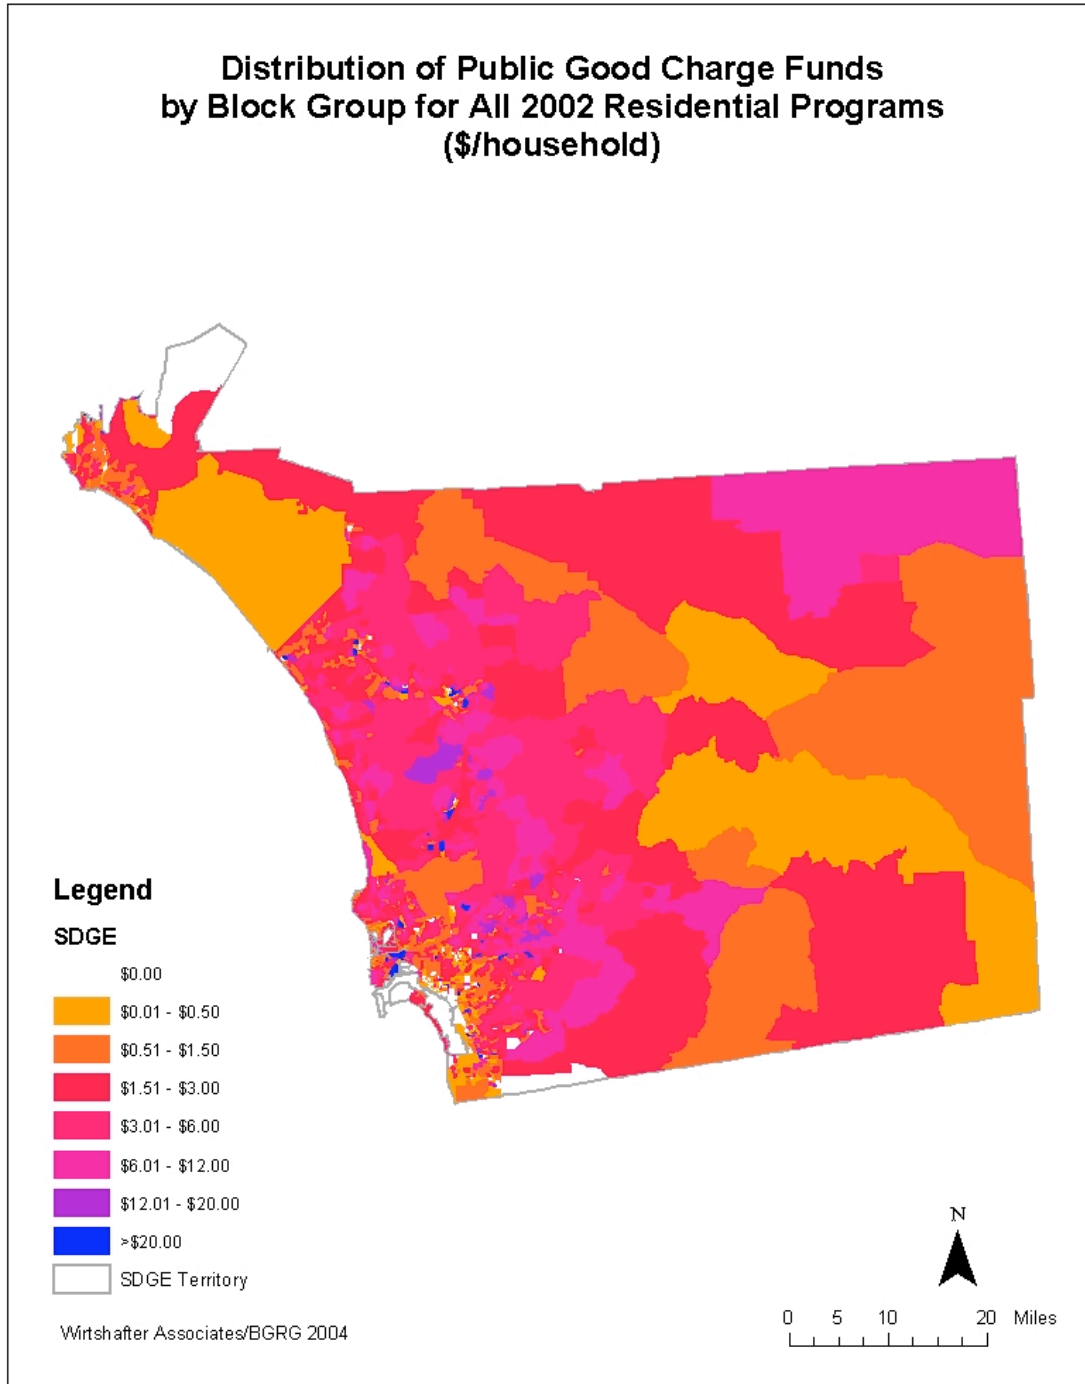 Distribution of Public Good Charge Funds
by Block Group for All 2002 Residential Programs
($/household)
Legend
SDGE
$0.00
$0.01 - $0.50
$0.51 - $1.50
$1.51 - $3.00
$3.01 - $6.00
$6.01 - $12.00
$12.01 - $20.00
>$20.00
SDGE Territory
Wirtshafter Associates/BGRG 2004
N
0 5 10 20 Miles